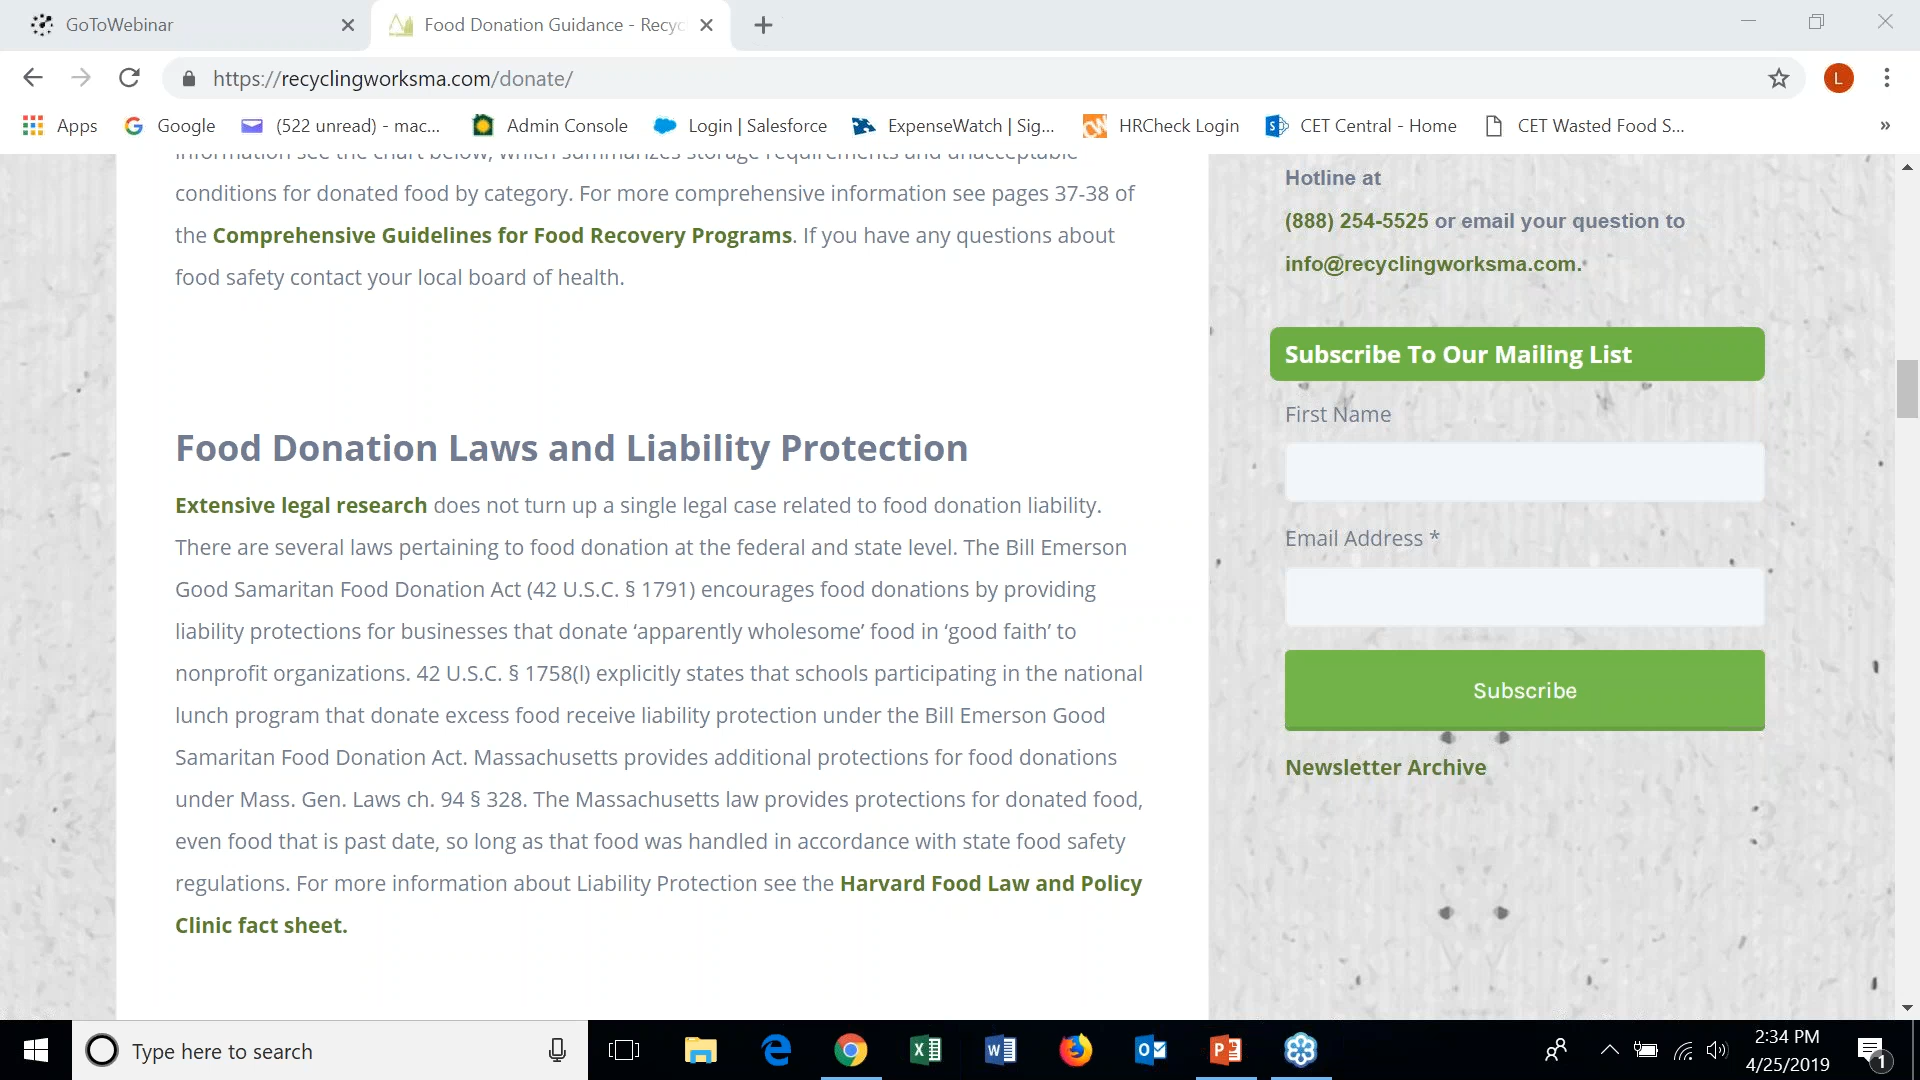 GoToWebinar
Food Donation Guidance - Recyc
https://recyclingworksma.com/donate/
L
Apps
Google
(522 unread) - mac...
Admin Console
Login | Salesforce
ExpenseWatch | Sig...
HRCheck Login
CET Central - Home
CET Wasted Food S...
»
information see the chart below, which summarizes storage requirements and unacceptable
conditions for donated food by category. For more comprehensive information see pages 37-38 of
the Comprehensive Guidelines for Food Recovery Programs. If you have any questions about
food safety contact your local board of health.
Food Donation Laws and Liability Protection
Extensive legal research does not turn up a single legal case related to food donation liability.
There are several laws pertaining to food donation at the federal and state level. The Bill Emerson
Good Samaritan Food Donation Act (42 U.S.C. § 1791) encourages food donations by providing
liability protections for businesses that donate ‘apparently wholesome’ food in ‘good faith’ to
nonprofit organizations. 42 U.S.C. § 1758(l) explicitly states that schools participating in the national
lunch program that donate excess food receive liability protection under the Bill Emerson Good
Samaritan Food Donation Act. Massachusetts provides additional protections for food donations
under Mass. Gen. Laws ch. 94 § 328. The Massachusetts law provides protections for donated food,
even food that is past date, so long as that food was handled in accordance with state food safety
regulations. For more information about Liability Protection see the Harvard Food Law and Policy
Clinic fact sheet.
Hotline at
(888) 254-5525 or email your question to
info@recyclingworksma.com.
Subscribe To Our Mailing List
First Name
Email Address *
Subscribe
Newsletter Archive
Type here to search
2:34 PM
4/25/2019
1